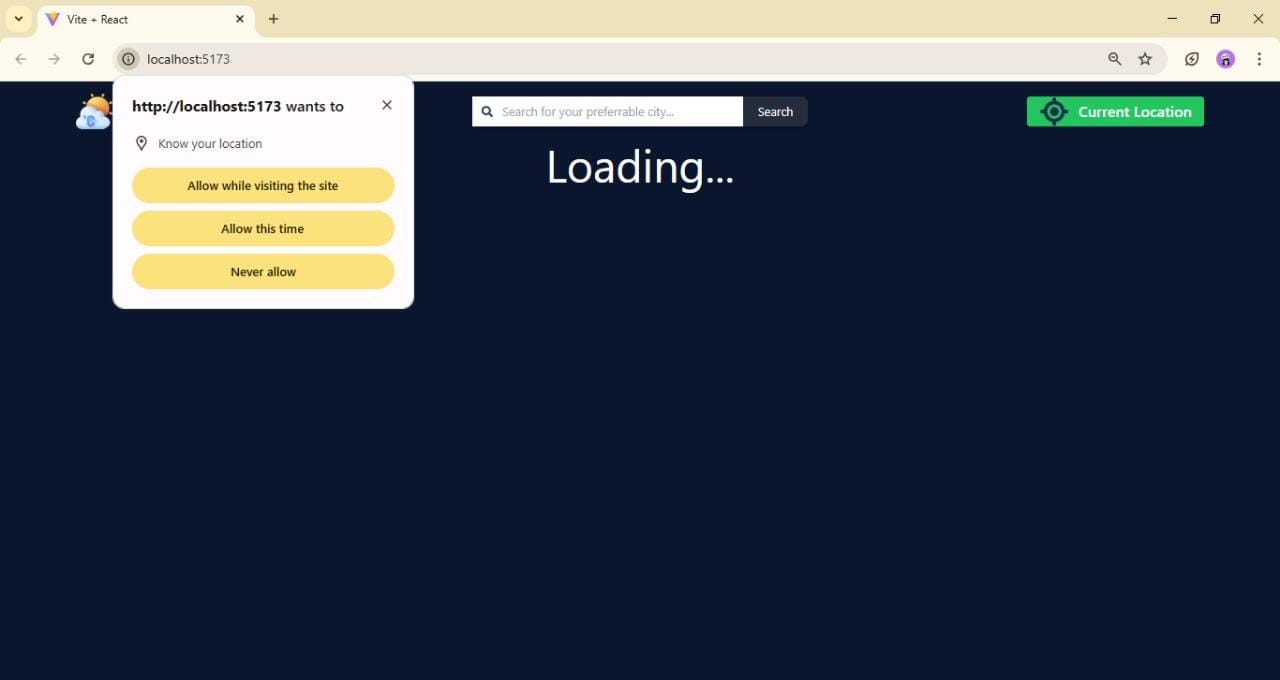 Vite + React
localhost:5173
http://localhost:5173 wants to
Know your location
Allow while visiting the site
Allow this time
Never allow
°C
Search for your preferrable city...
Search
Current Location
Loading...